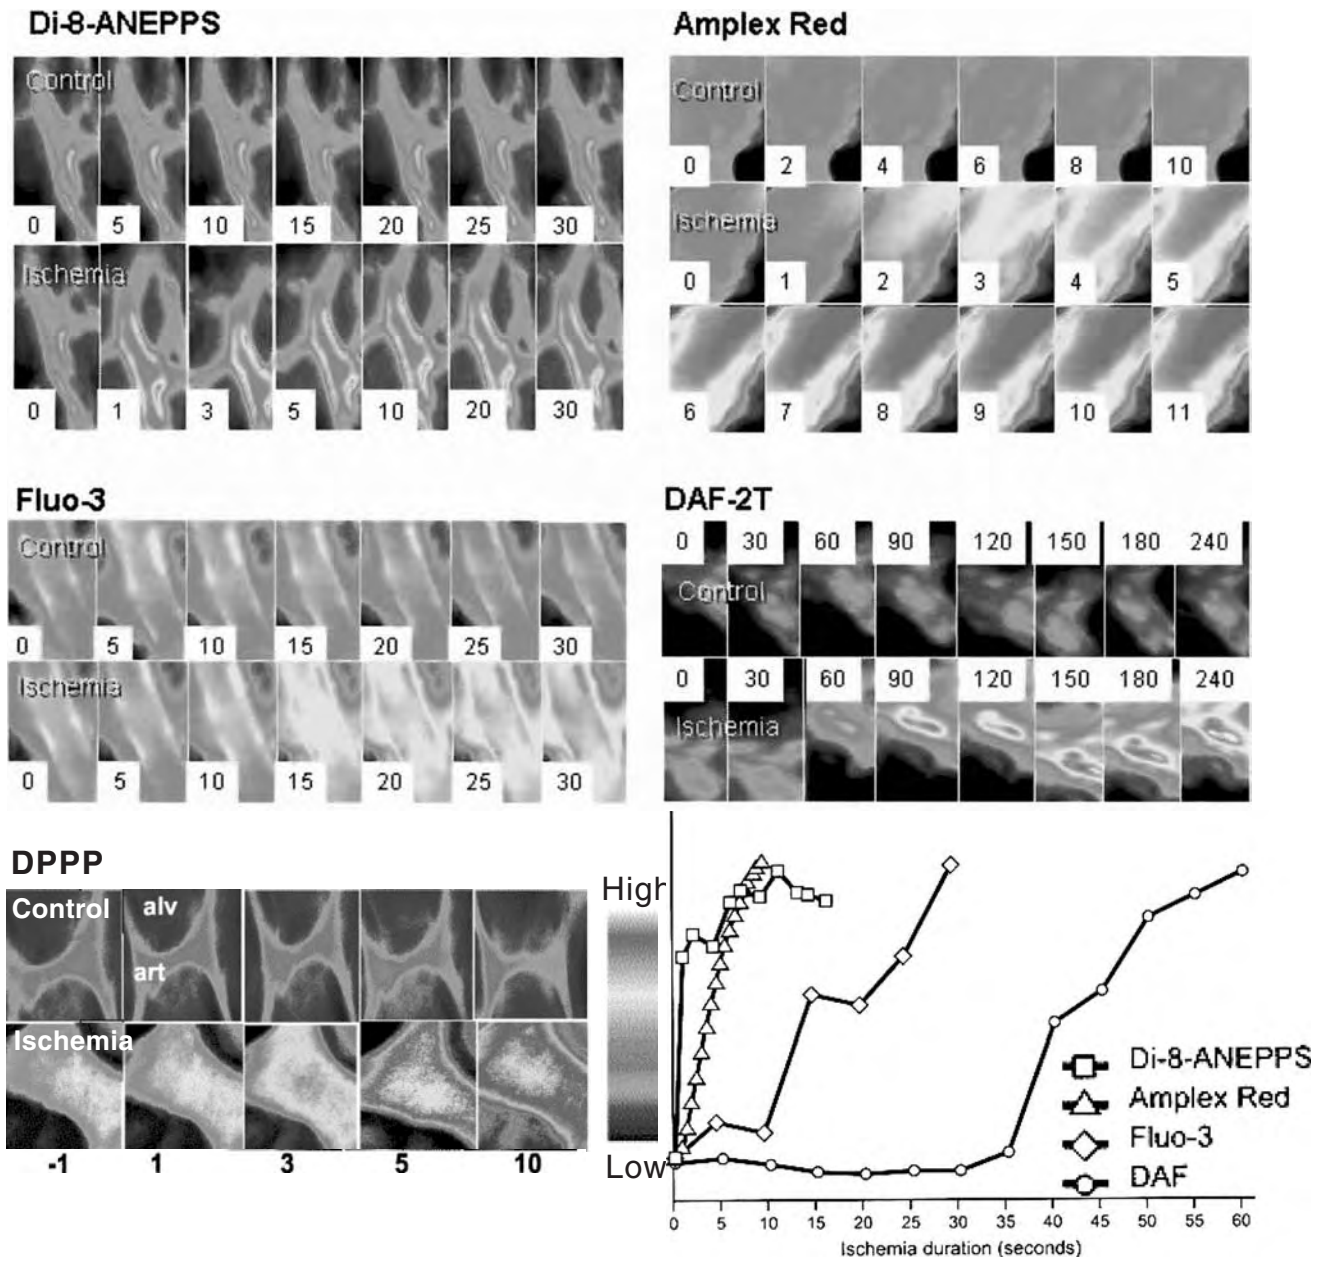 Di-8-ANEPPS
Control
0 5 10 15 20 25 30
Ischemia
0 1 3 5 10 20 30
Amplex Red
Control
0 2 4 6 8 10
Ischemia
0 1 2 3 4 5
6 7 8 9 10 11
Fluo-3
Control
0 5 10 15 20 25 30
Ischemia
0 5 10 15 20 25 30
DAF-2T
0 30 60 90 120 150 180 240
Control
0 30 60 90 120 150 180 240
Ischemia
DPPP
Control alv
art
Ischemia
-1 1 3 5 10
High
Low
Di-8-ANEPPS
Amplex Red
Fluo-3
DAF
0 5 10 15 20 25 30 35 40 45 50 55 60
Ischemia duration (seconds)